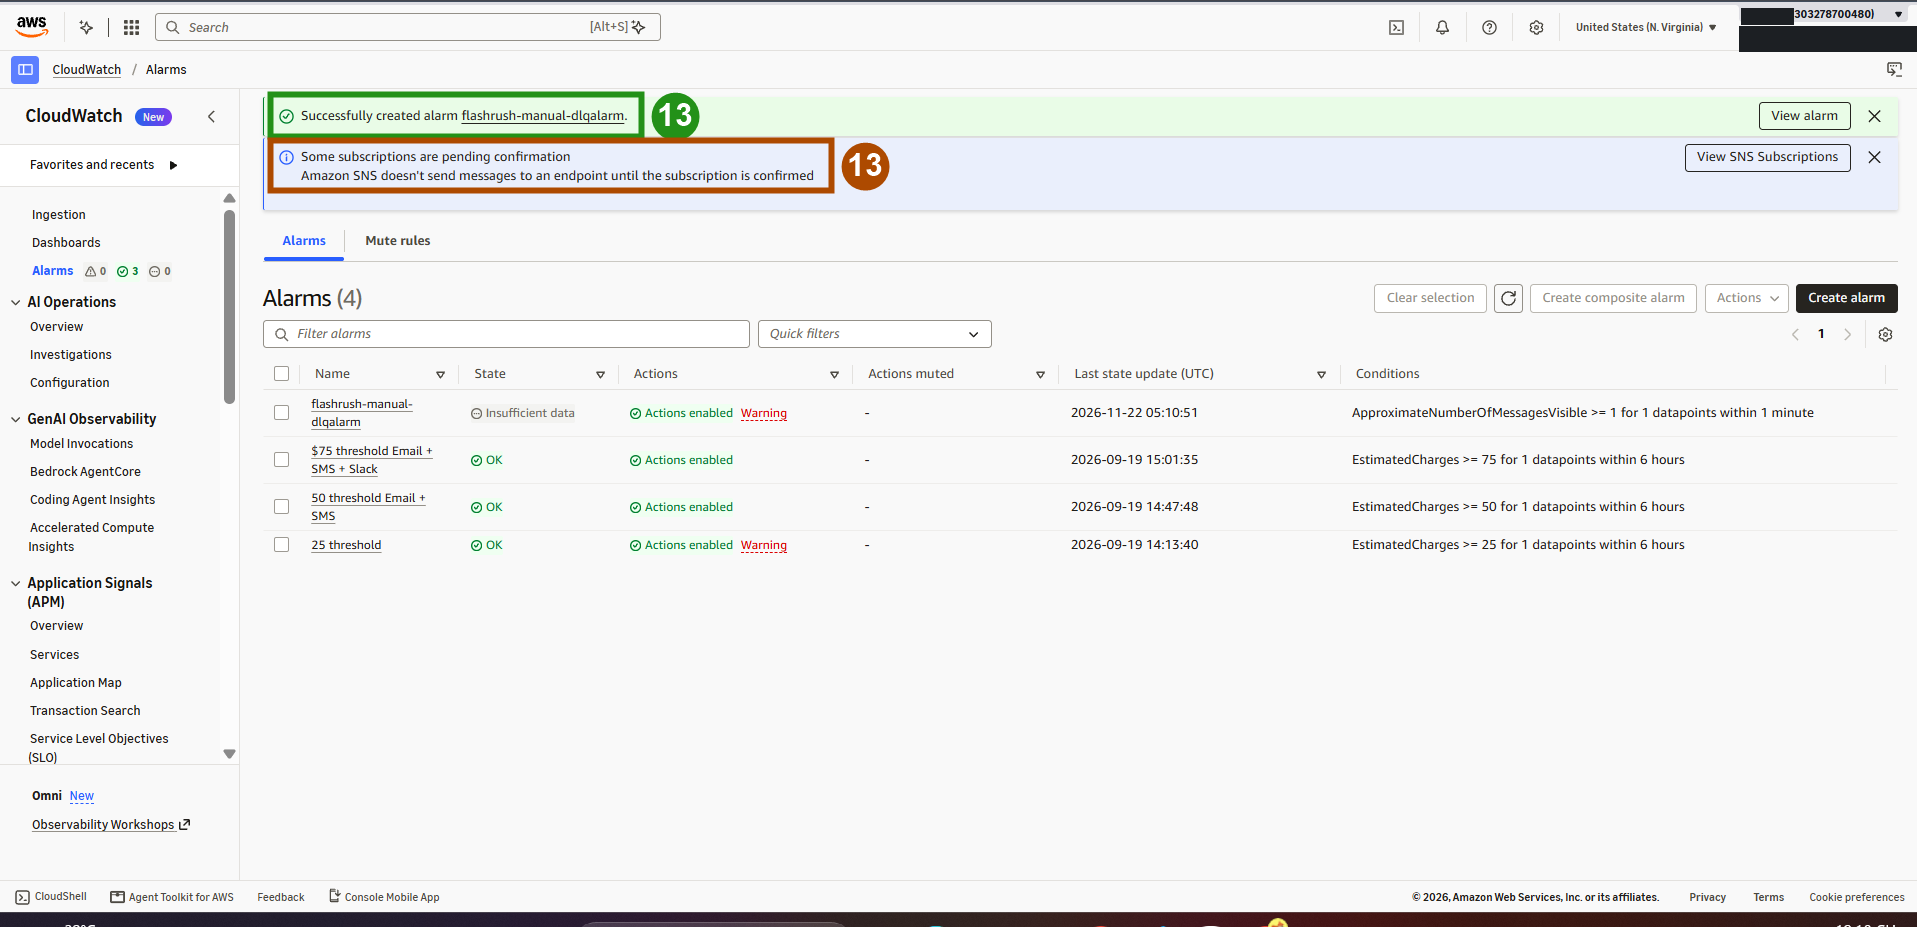 aws
Search
[Alt+S]
United States (N. Virginia)
303278700480)
CloudWatch / Alarms
CloudWatch New
Favorites and recents
Ingestion
Dashboards
Alarms 0 3 0
AI Operations
Overview
Investigations
Configuration
GenAI Observability
Model Invocations
Bedrock AgentCore
Coding Agent Insights
Accelerated Compute
Insights
Application Signals
(APM)
Overview
Services
Application Map
Transaction Search
Service Level Objectives
(SLO)
Omni New
Observability Workshops
Successfully created alarm flashrush-manual-dlqalarm.
13
View alarm
Some subscriptions are pending confirmation
Amazon SNS doesn't send messages to an endpoint until the subscription is confirmed
13
View SNS Subscriptions
Alarms
Mute rules
Alarms (4)
Clear selection
Create composite alarm
Actions
Create alarm
Filter alarms
Quick filters
1
Name State Actions Actions muted Last state update (UTC) Conditions
flashrush-manual-
dlqalarm
Insufficient data Actions enabled Warning - 2026-11-22 05:10:51 ApproximateNumberOfMessagesVisible >= 1 for 1 datapoints within 1 minute
$75 threshold Email +
SMS + Slack
OK Actions enabled - 2026-09-19 15:01:35 EstimatedCharges >= 75 for 1 datapoints within 6 hours
50 threshold Email +
SMS
OK Actions enabled - 2026-09-19 14:47:48 EstimatedCharges >= 50 for 1 datapoints within 6 hours
25 threshold OK Actions enabled Warning - 2026-09-19 14:13:40 EstimatedCharges >= 25 for 1 datapoints within 6 hours
CloudShell
Agent Toolkit for AWS
Feedback
Console Mobile App
© 2026, Amazon Web Services, Inc. or its affiliates.
Privacy
Terms
Cookie preferences